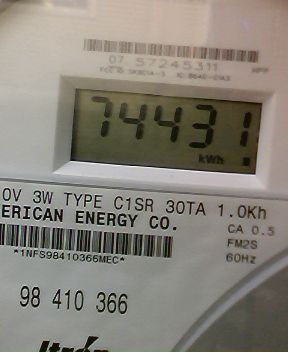 07 57245311
74431
kWh
0V 3W TYPE C1SR 30TA 1.0Kh
ERICAN ENERGY CO.
CA 0.5
FM2S
60Hz
*1NFS98410366MEC*
98 410 366
Itrón